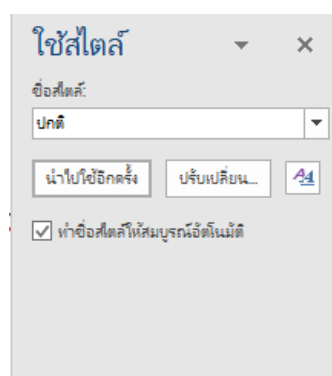 ใช้สไตล์
ชื่อสไตล์:
ปกติ
นำไปใช้อีกครั้ง ปรับเปลี่ยน...
ทำชื่อสไตล์ให้สมบูรณ์อัตโนมัติ